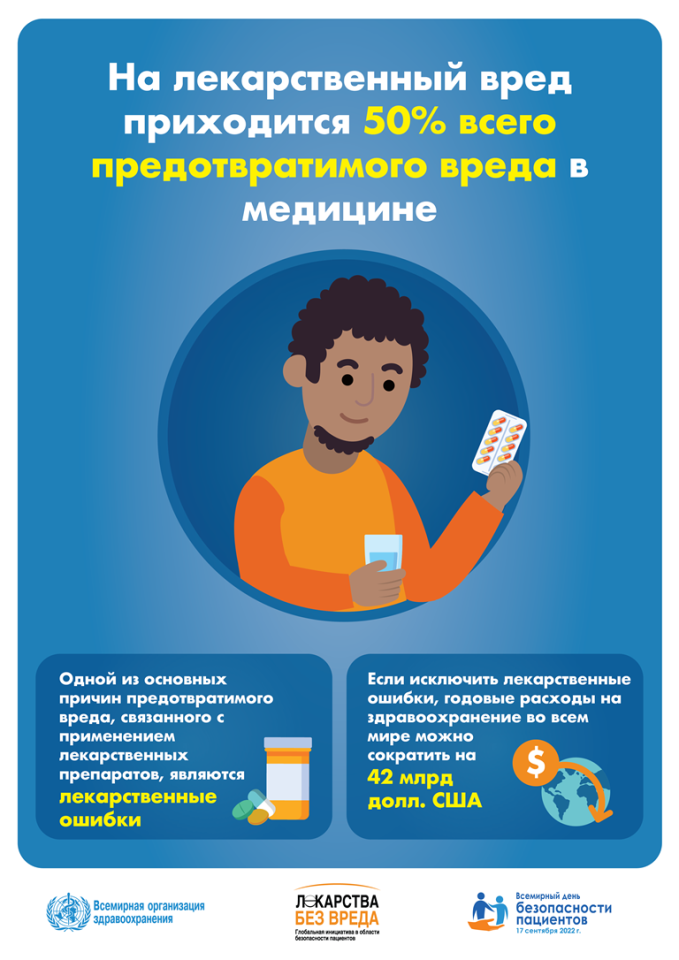 На лекарственный вред
приходится 50% всего
предотвратимого вреда в
медицине
Одной из основных
причин предотвратимого
вреда, связанного с
применением
лекарственных
препаратов, являются
лекарственные
ошибки
Если исключить лекарственные
ошибки, годовые расходы на
здравоохранение во всем
мире можно
сократить на
42 млрд
долл. США
$
Всемирная организация
здравоохранения
ЛЕКАРСТВА
БЕЗ ВРЕДА
Глобальная инициатива в области
безопасности пациентов
Всемирный день
безопасности
пациентов
17 сентября 2022 г.